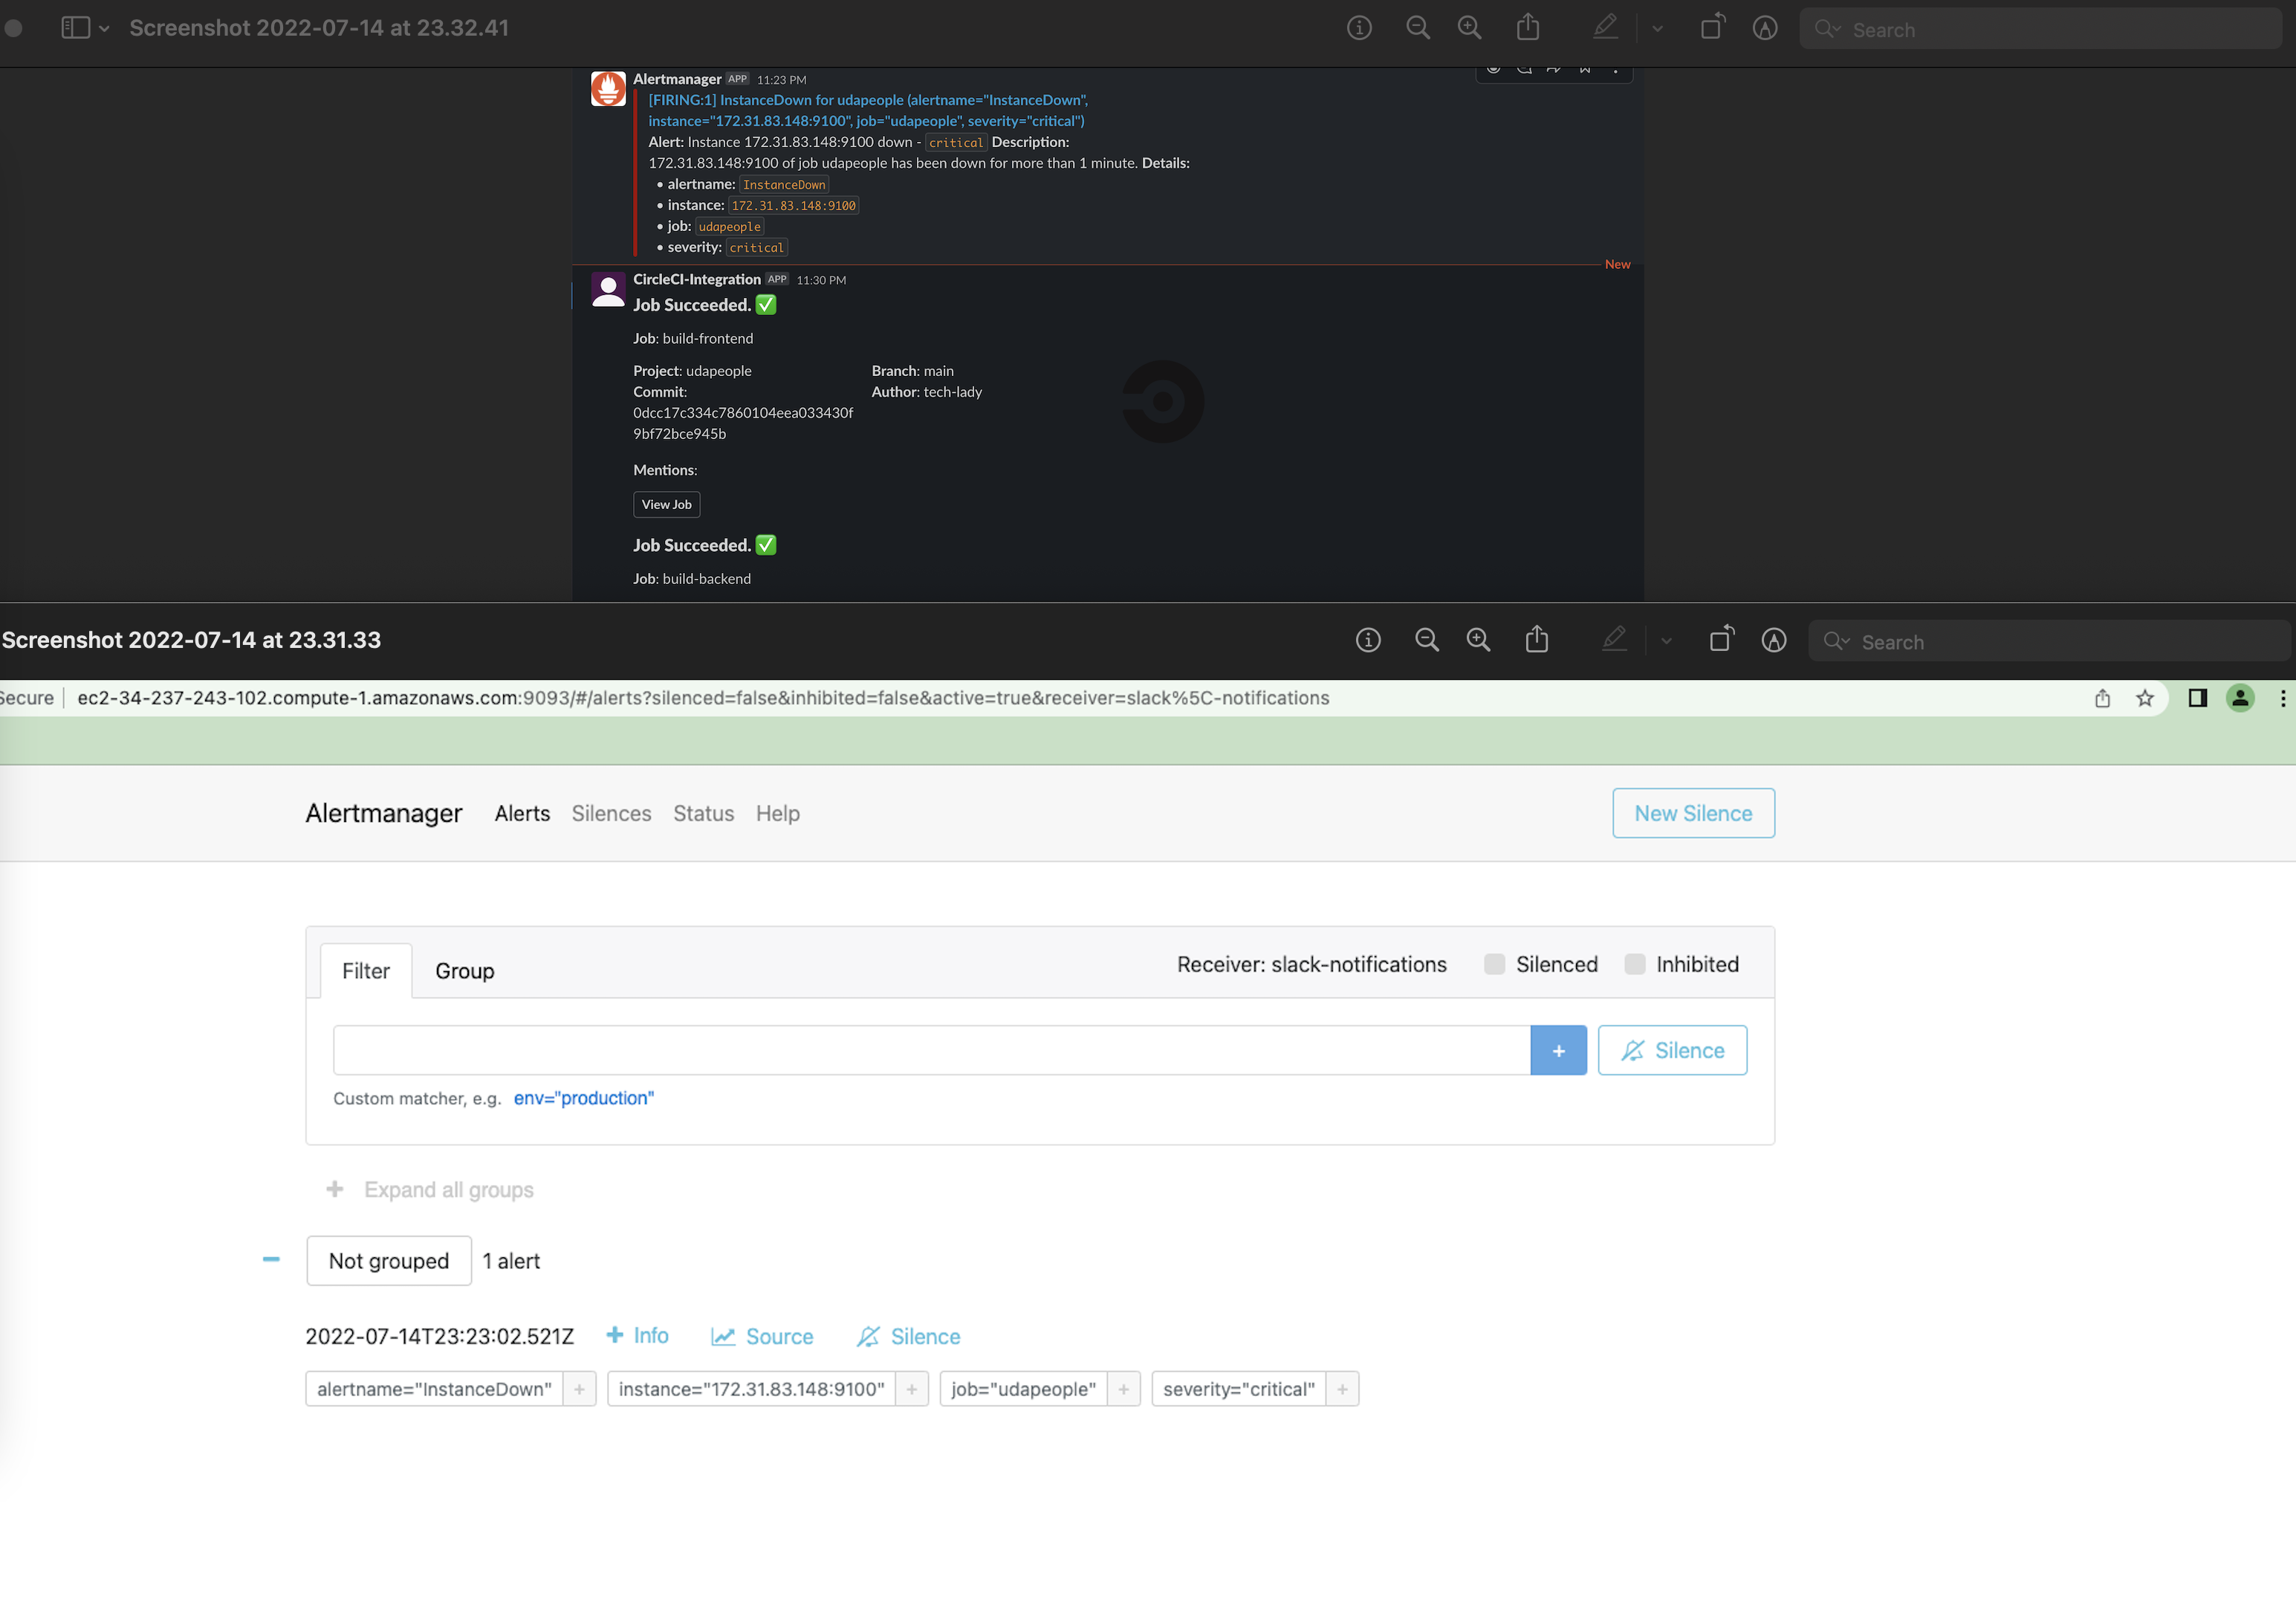 Screenshot 2022-07-14 at 23.32.41
Search
Alertmanager APP 11:23 PM
[FIRING:1] InstanceDown for udapeople (alertname="InstanceDown",
instance="172.31.83.148:9100", job="udapeople", severity="critical")
Alert: Instance 172.31.83.148:9100 down - critical Description:
172.31.83.148:9100 of job udapeople has been down for more than 1 minute. Details:
• alertname: InstanceDown
• instance: 172.31.83.148:9100
• job: udapeople
• severity: critical
New
CircleCI-Integration APP 11:30 PM
Job Succeeded. ✅
Job: build-frontend
Project: udapeople
Branch: main
Commit:
Author: tech-lady
0dcc17c334c7860104eea033430f
9bf72bce945b
Mentions:
View Job
Job Succeeded. ✅
Job: build-backend
Screenshot 2022-07-14 at 23.31.33
Search
Secure ec2-34-237-243-102.compute-1.amazonaws.com:9093/#/alerts?silenced=false&inhibited=false&active=true&receiver=slack%5C-notifications
Alertmanager Alerts Silences Status Help New Silence
Filter Group Receiver: slack-notifications Silenced Inhibited
+ Silence
Custom matcher, e.g. env="production"
+ Expand all groups
Not grouped 1 alert
2022-07-14T23:23:02.521Z + Info Source Silence
alertname="InstanceDown" + instance="172.31.83.148:9100" + job="udapeople" + severity="critical" +